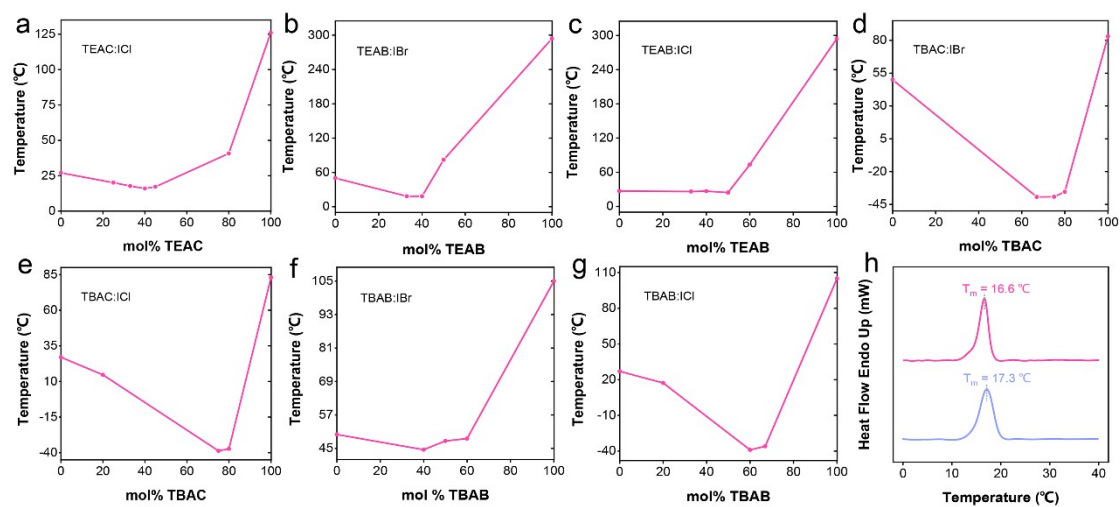 a
TEAC:ICl
Temperature (℃)
125
100
75
50
25
0
0 20 40 60 80 100
mol% TEAC
b
TEAB:IBr
Temperature (℃)
300
240
180
120
60
0
0 20 40 60 80 100
mol% TEAB
c
TEAB:ICl
Temperature (℃)
300
240
180
120
60
0
0 20 40 60 80 100
mol% TEAB
d
TBAC:IBr
Temperature (℃)
80
55
30
5
-20
-45
0 20 40 60 80 100
mol% TBAC
e
TBAC:ICl
Temperature (℃)
85
60
35
10
-15
-40
0 20 40 60 80 100
mol% TBAC
f
TBAB:IBr
Temperature (℃)
105
93
81
69
57
45
0 20 40 60 80 100
mol % TBAB
g
TBAB:ICl
Temperature (℃)
110
80
50
20
-10
-40
0 20 40 60 80 100
mol% TBAB
h
Heat Flow Endo Up (mW)
Tm = 16.6 ℃
Tm = 17.3 ℃
0 10 20 30 40
Temperature (℃)